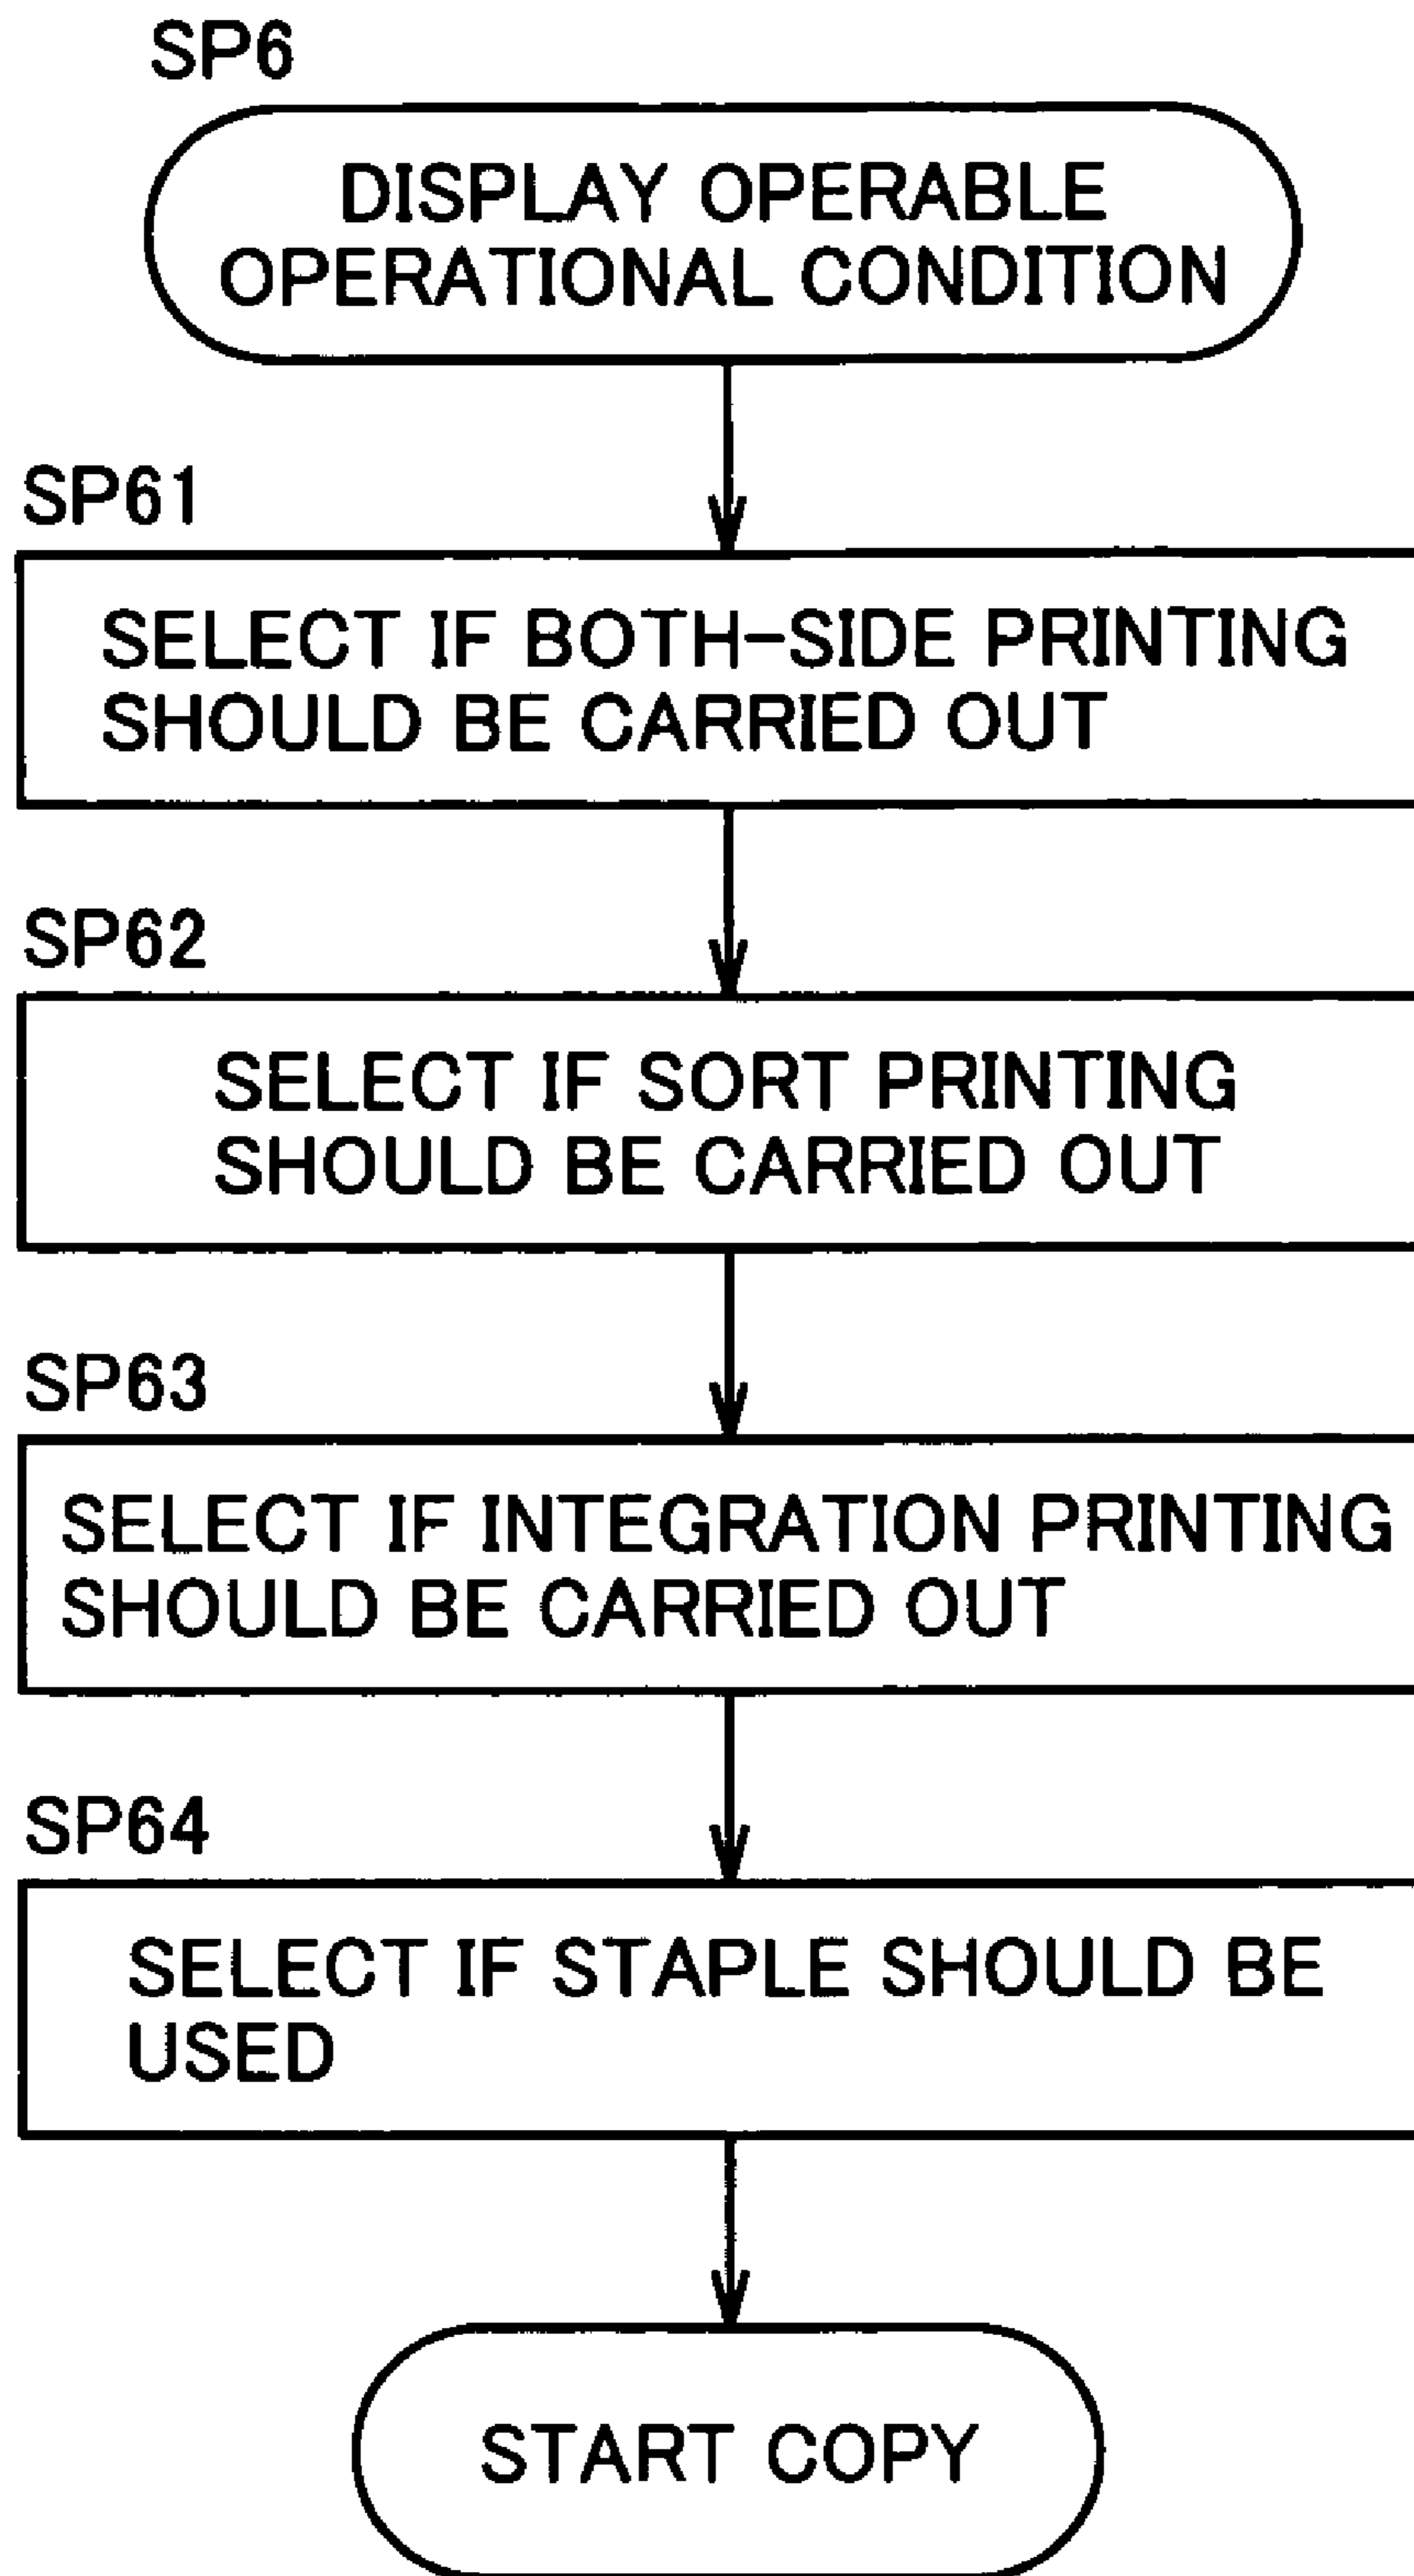 SP6
DISPLAY OPERABLE
OPERATIONAL CONDITION
SP61
SELECT IF BOTH-SIDE PRINTING
SHOULD BE CARRIED OUT
SP62
SELECT IF SORT PRINTING
SHOULD BE CARRIED OUT
SP63
SELECT IF INTEGRATION PRINTING
SHOULD BE CARRIED OUT
SP64
SELECT IF STAPLE SHOULD BE
USED
START COPY